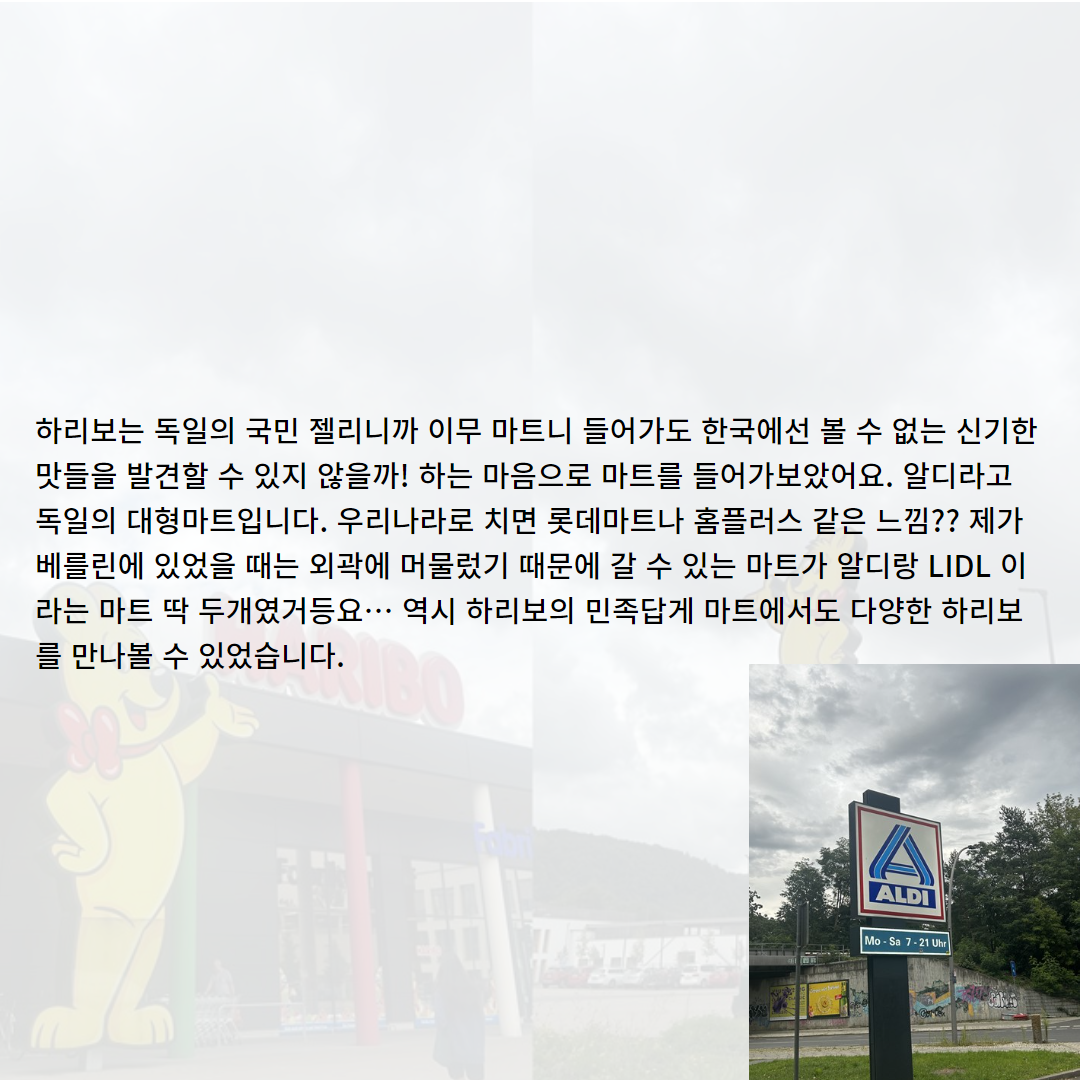 하리보는 독일의 국민 젤리니까 이무 마트니 들어가도 한국에선 볼 수 없는 신기한
맛들을 발견할 수 있지 않을까! 하는 마음으로 마트를 들어가보았어요. 알디라고
독일의 대형마트입니다. 우리나라로 치면 롯데마트나 홈플러스 같은 느낌?? 제가
베를린에 있었을 때는 외곽에 머물렀기 때문에 갈 수 있는 마트가 알디랑 LIDL 이
라는 마트 딱 두개였거등요… 역시 하리보의 민족답게 마트에서도 다양한 하리보
를 만나볼 수 있었습니다.
HARIBO
ALDI
Mo - Sa 7 - 21 Uhr